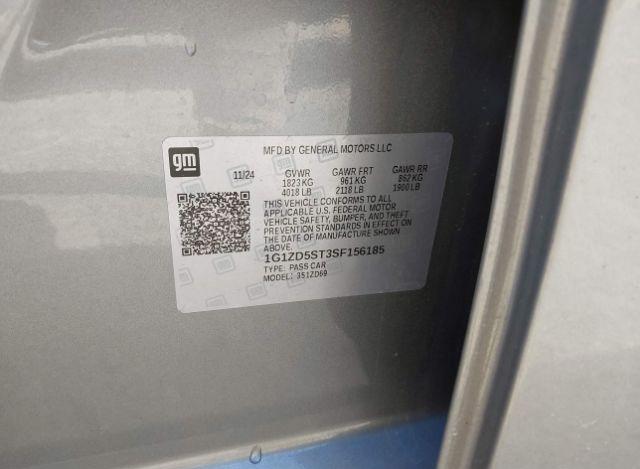 gm
MFD BY GENERAL MOTORS LLC
11/24 GVWR GAWR FRT GAWR RR
1823 KG 961 KG 862 KG
4018 LB 2118 LB 1900 LB
THIS VEHICLE CONFORMS TO ALL
APPLICABLE U.S. FEDERAL MOTOR
VEHICLE SAFETY, BUMPER, AND THEFT
PREVENTION STANDARDS IN EFFECT ON
THE DATE OF MANUFACTURE SHOWN
ABOVE.
1G1ZD5ST3SF156185
TYPE: PASS CAR
MODEL: 351ZD69